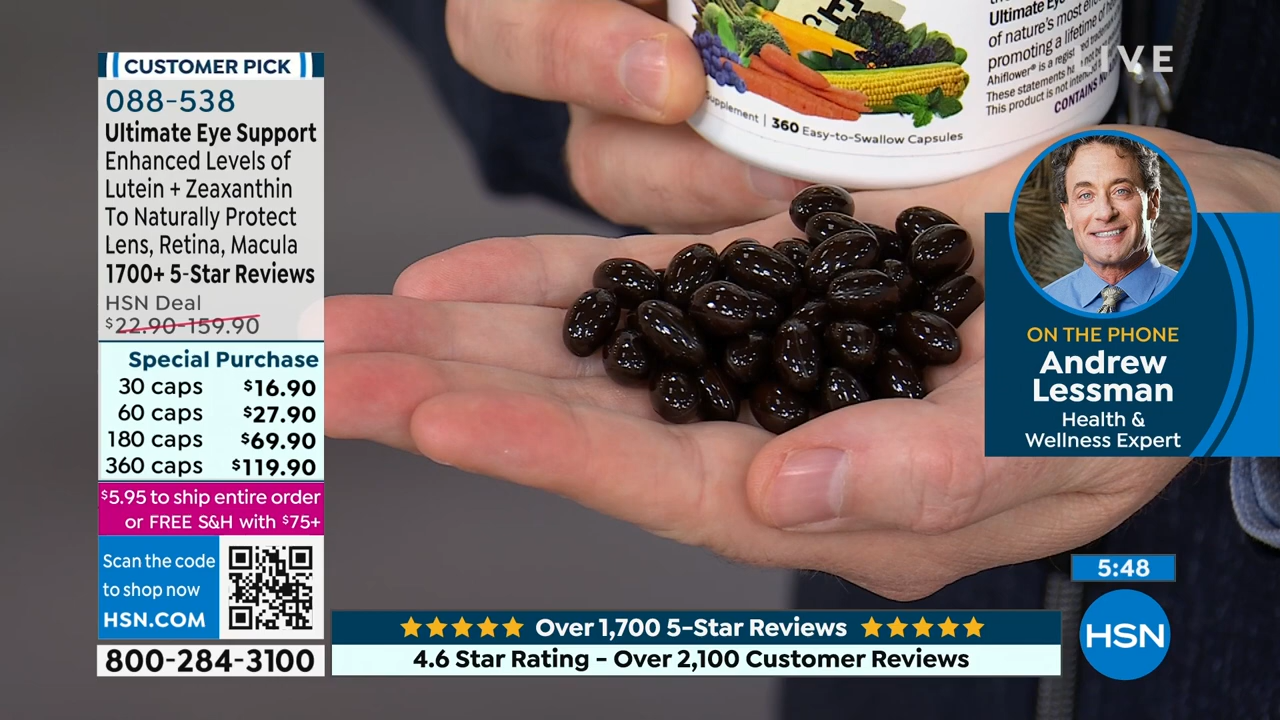 CUSTOMER PICK
088-538
Ultimate Eye Support
Enhanced Levels of
Lutein + Zeaxanthin
To Naturally Protect
Lens, Retina, Macula
1700+ 5-Star Reviews
HSN Deal
$22.90-159.90
Special Purchase
30 caps $16.90
60 caps $27.90
180 caps $69.90
360 caps $119.90
$5.95 to ship entire order
or FREE S&H with $75+
Scan the code
to shop now
HSN.COM
800-284-3100
Ultimate Eye
of nature's most
promoting a lifetime of
Ahiflower® is a
These statements
This product is not
CONTAINS
Supplement | 360 Easy-to-Swallow Capsules
ON THE PHONE
Andrew
Lessman
Health &
Wellness Expert
5:48
HSN
Over 1,700 5-Star Reviews
4.6 Star Rating - Over 2,100 Customer Reviews